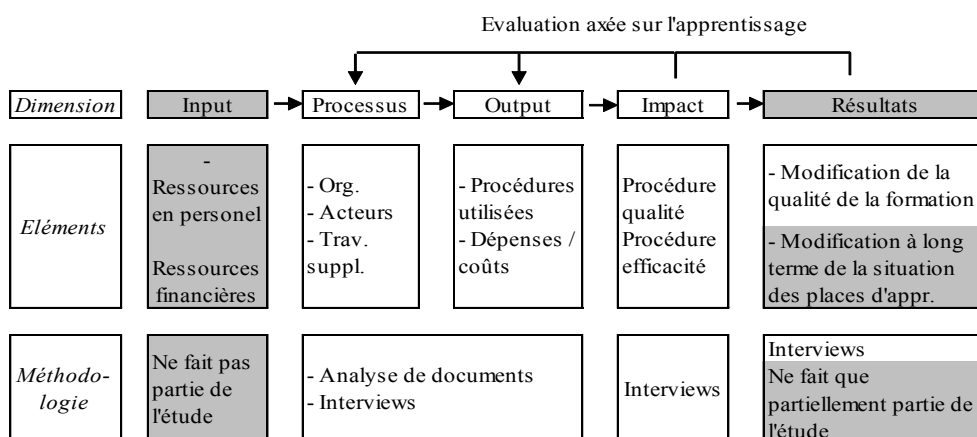 Evaluation axée sur l'apprentissage
Dimension
Input
Processus
Output
Impact
Résultats
Eléments
-
Ressources
en personel
Ressources
financières
- Org.
- Acteurs
- Trav.
suppl.
- Procédures
utilisées
- Dépenses /
coûts
Procédure
qualité
Procédure
efficacité
- Modification de la
qualité de la formation
- Modification à long
terme de la situation
des places d'appr.
Méthodo-
logie
Ne fait pas
partie de
l'étude
- Analyse de documents
- Interviews
Interviews
Interviews
Ne fait que
partiellement partie de
l'étude